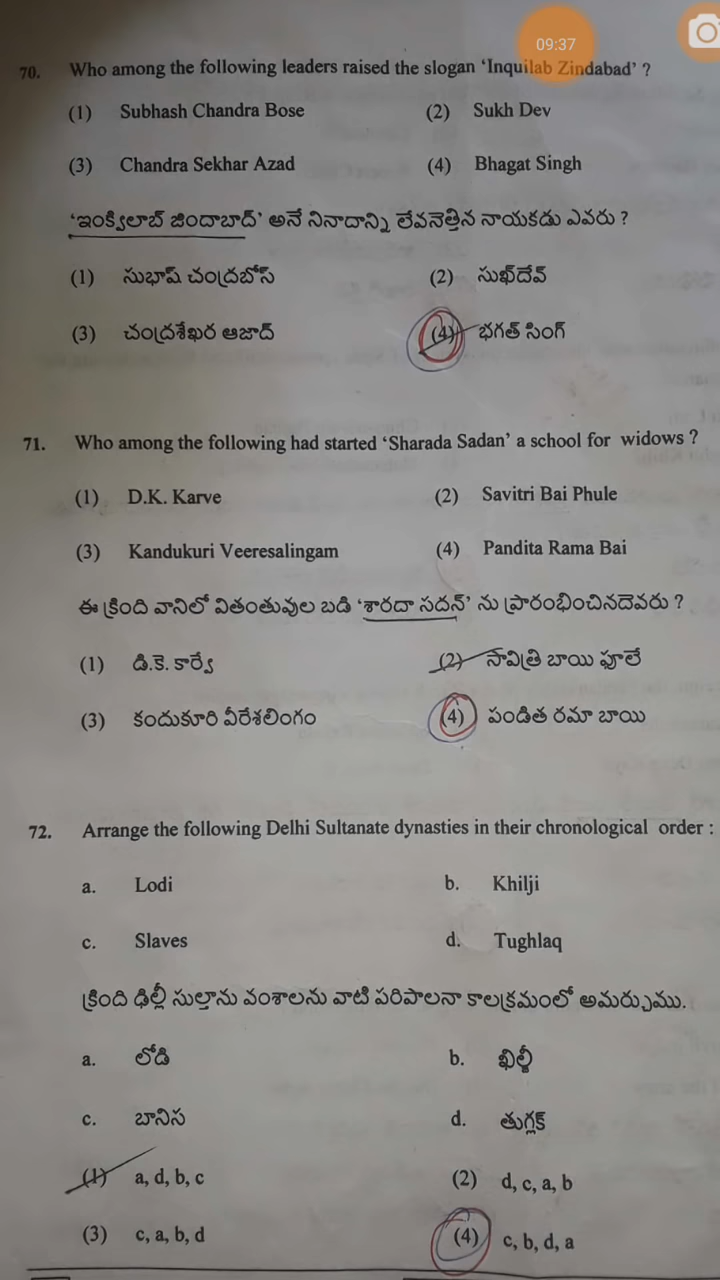 09:37
70. Who among the following leaders raised the slogan 'Inquilab Zindabad' ?
(1) Subhash Chandra Bose (2) Sukh Dev
(3) Chandra Sekhar Azad (4) Bhagat Singh
'ఇంక్విలాబ్ జిందాబాద్' అనే నినాదాన్ని లేవనెత్తిన నాయకడు ఎవరు ?
(1) సుభాష్ చంద్రబోస్ (2) సుఖ్‌దేవ్
(3) చంద్రశేఖర ఆజాద్ (4) భగత్ సింగ్
71. Who among the following had started 'Sharada Sadan' a school for widows ?
(1) D.K. Karve (2) Savitri Bai Phule
(3) Kandukuri Veeresalingam (4) Pandita Rama Bai
ఈ క్రింది వానిలో వితంతువుల బడి 'శారదా సదన్' ను ప్రారంభించినదెవరు ?
(1) డి.కె. కార్వే (2) సావిత్రి బాయి ఫూలే
(3) కందుకూరి వీరేశలింగం (4) పండిత రమా బాయి
72. Arrange the following Delhi Sultanate dynasties in their chronological order :
a. Lodi b. Khilji
c. Slaves d. Tughlaq
క్రింది ఢిల్లీ సుల్తాను వంశాలను వాటి పరిపాలనా కాలక్రమంలో అమర్చుము.
a. లోడి b. ఖిల్జీ
c. బానిస d. తుగ్లక్
(1) a, d, b, c (2) d, c, a, b
(3) c, a, b, d (4) c, b, d, a